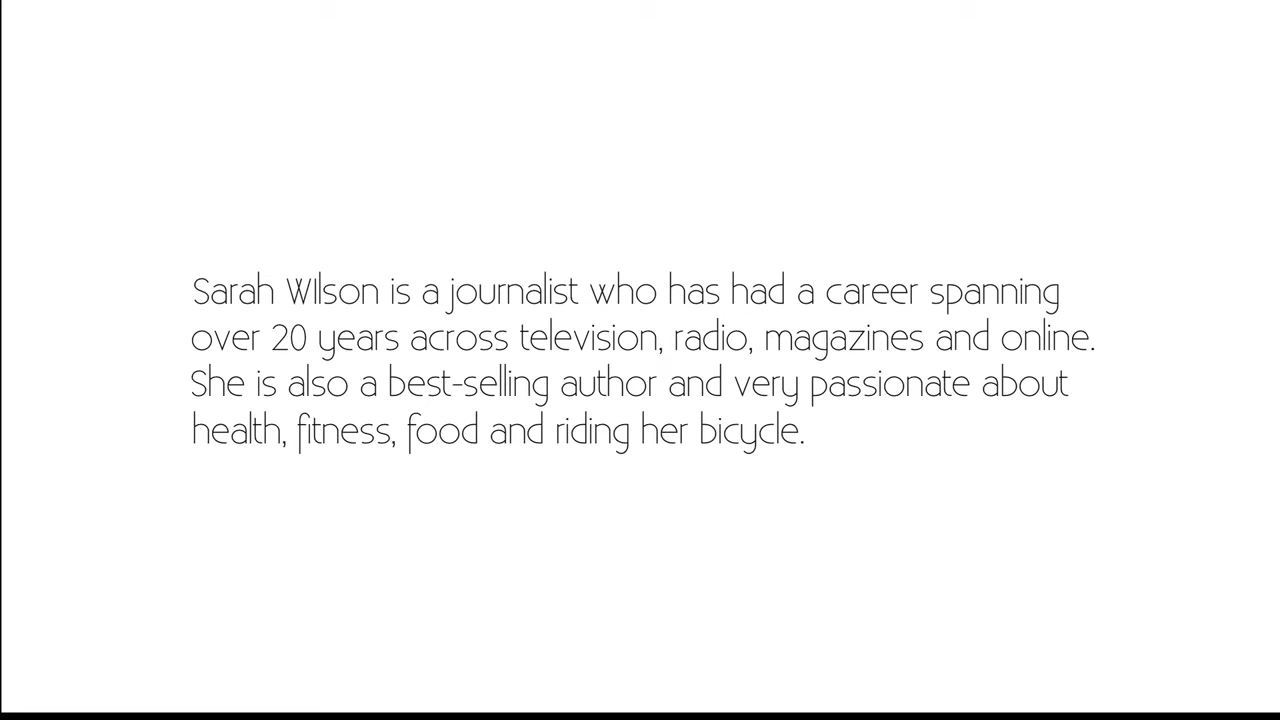 Sarah WIlson is a journalist who has had a career spanning
over 20 years across television, radio, magazines and online.
She is also a best-selling author and very passionate about
health, fitness, food and riding her bicycle.